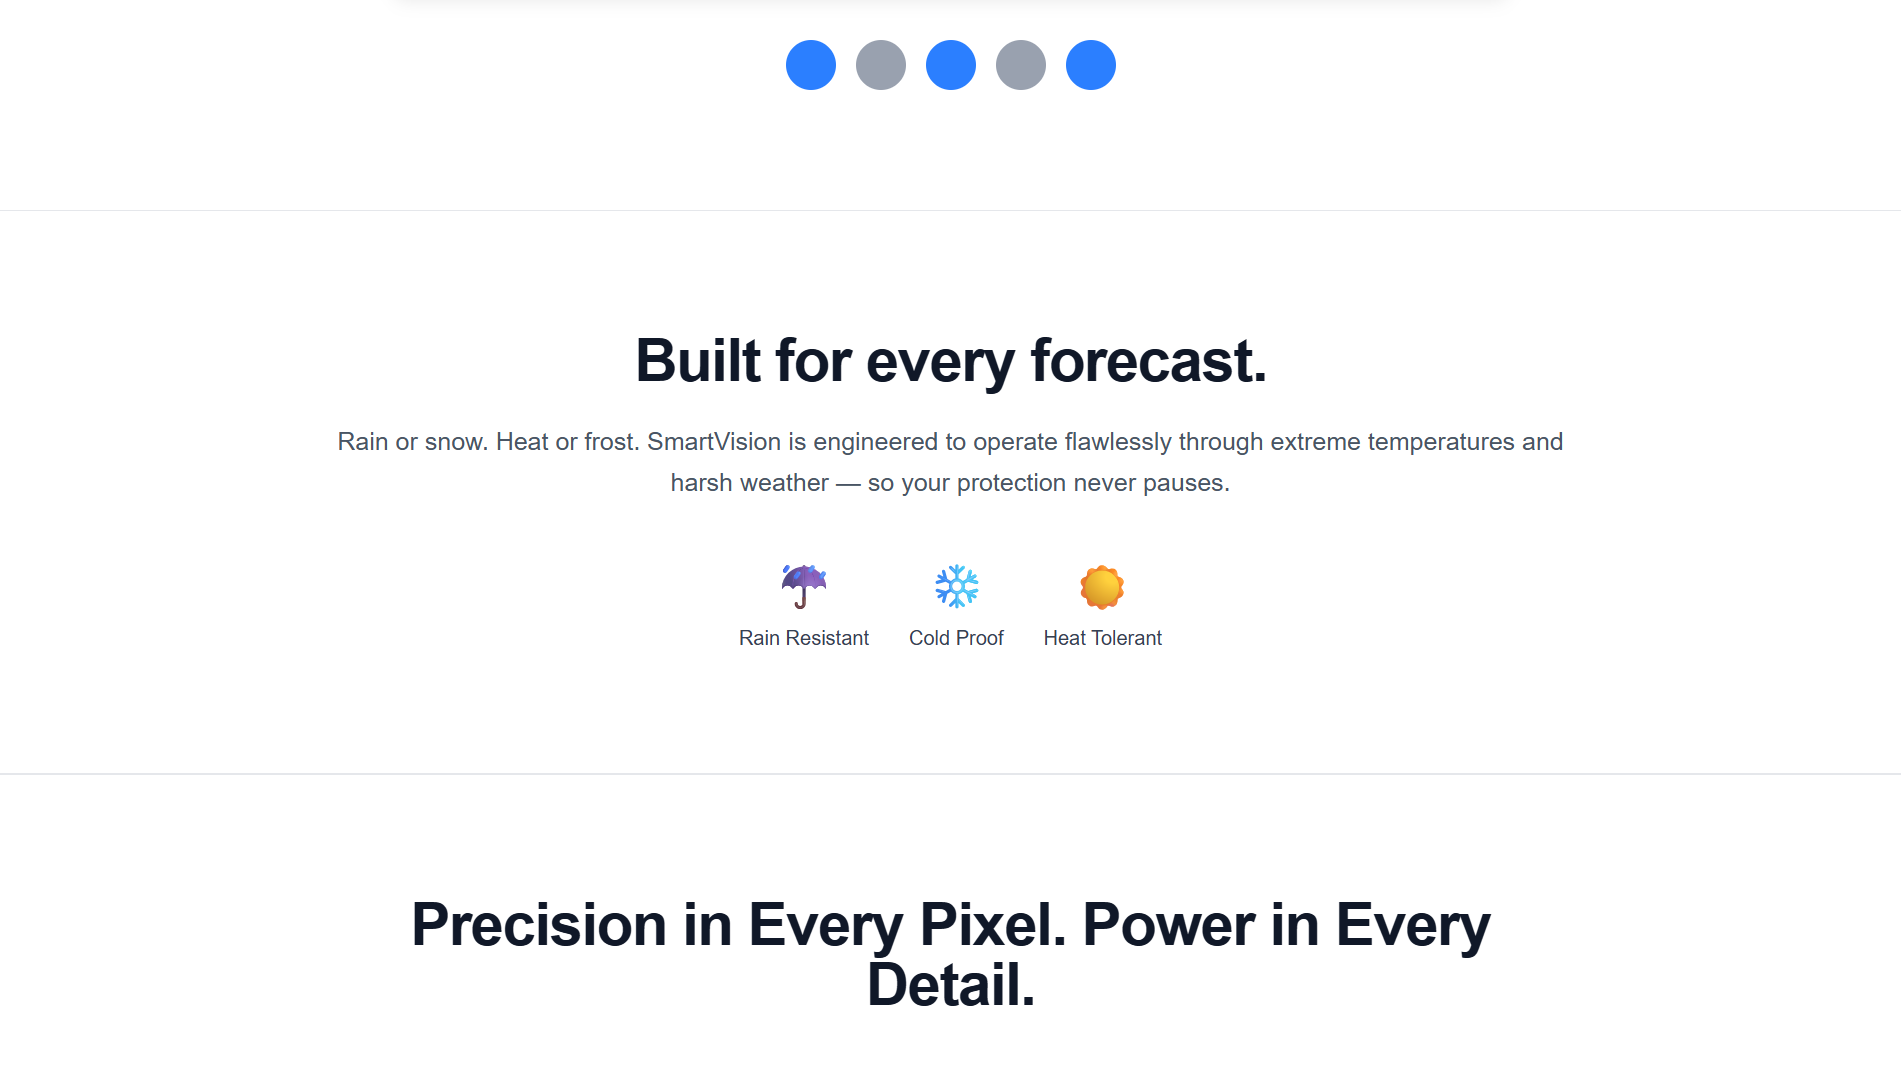 Built for every forecast.
Rain or snow. Heat or frost. SmartVision is engineered to operate flawlessly through extreme temperatures and
harsh weather — so your protection never pauses.
Rain Resistant
Cold Proof
Heat Tolerant
Precision in Every Pixel. Power in Every
Detail.